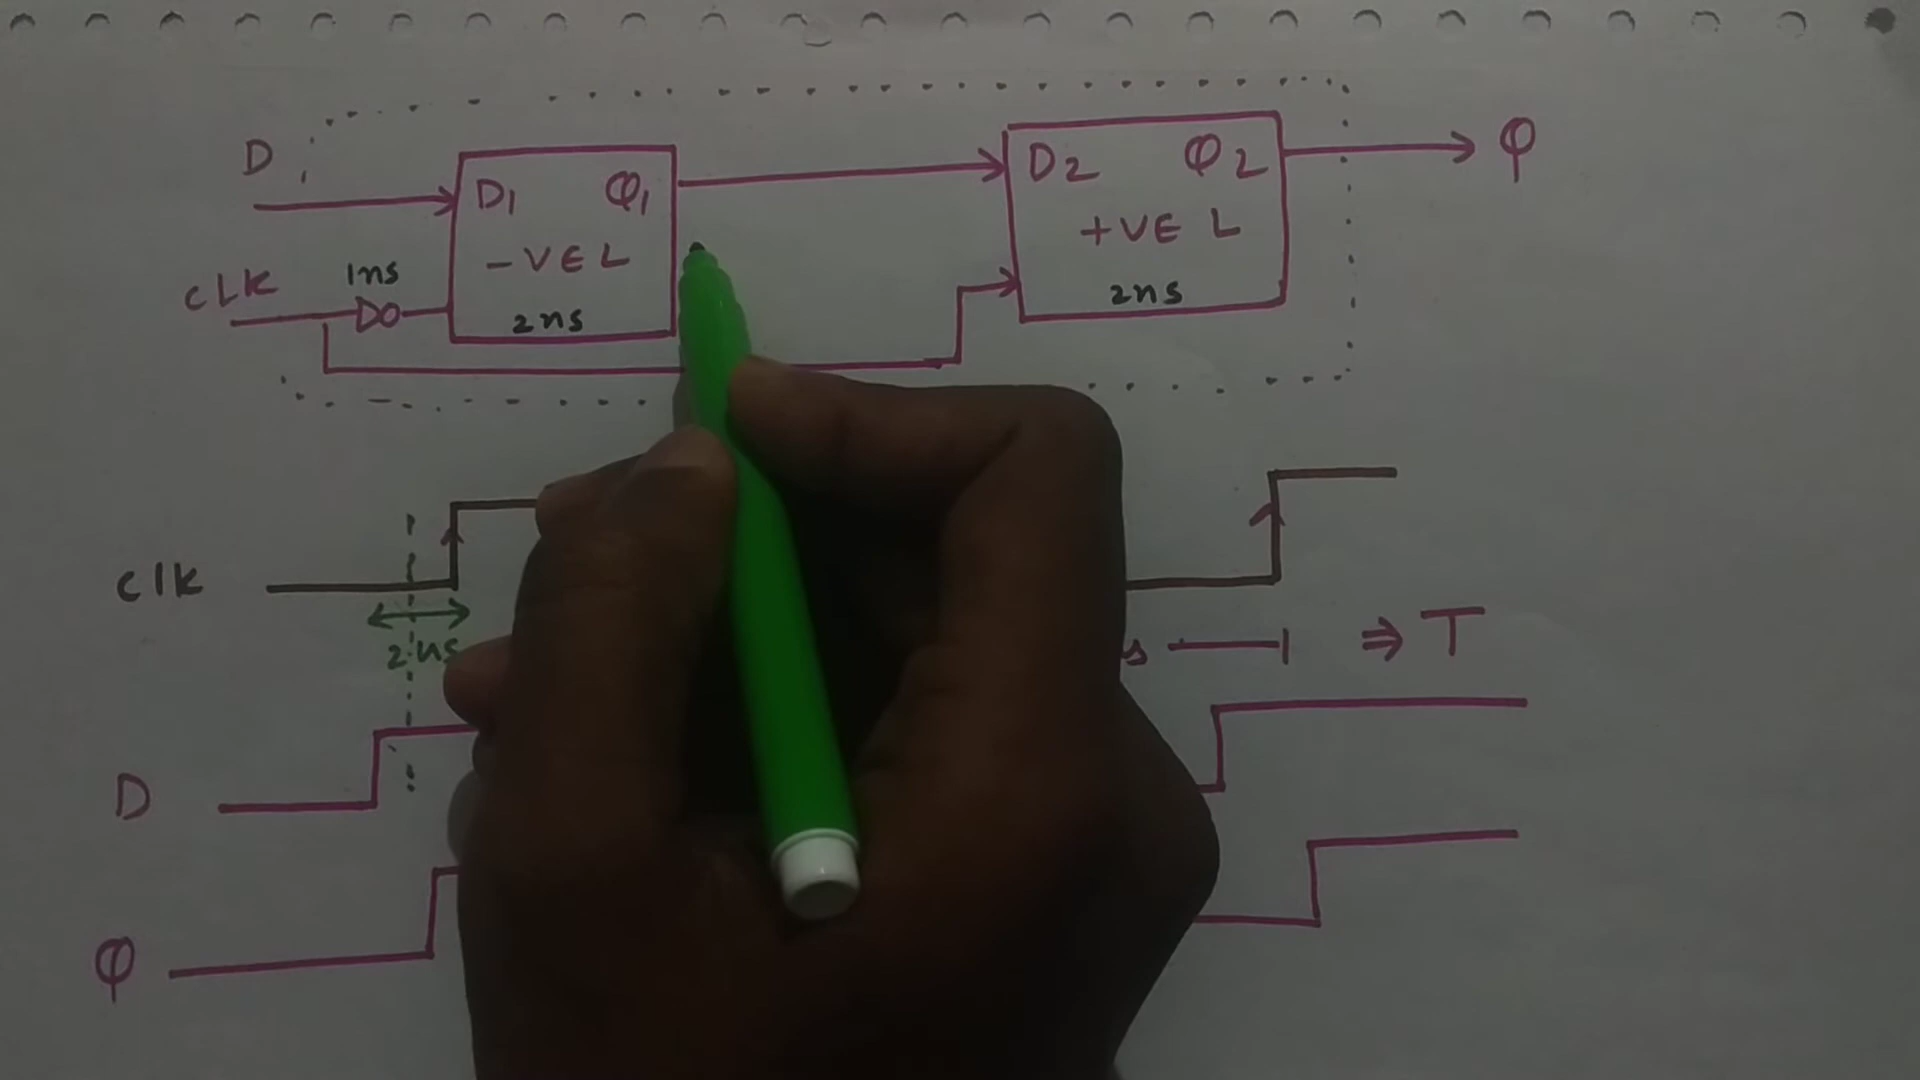 D
D1 Q1
-VE L
2ns
CLK
1ns
D2 Q2
+VE L
2ns
Q
clk
2ns
s
⇒ T
D
Q